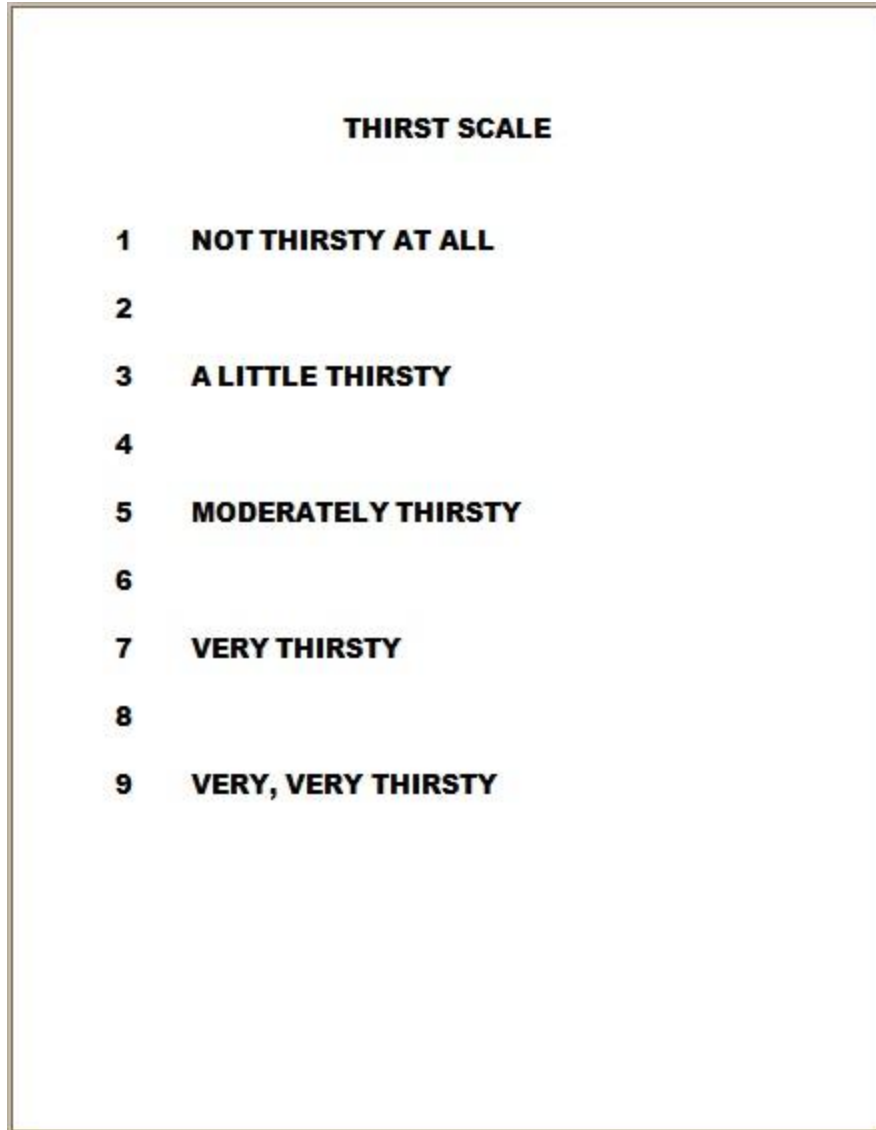 THIRST SCALE
1 NOT THIRSTY AT ALL
2
3 A LITTLE THIRSTY
4
5 MODERATELY THIRSTY
6
7 VERY THIRSTY
8
9 VERY, VERY THIRSTY